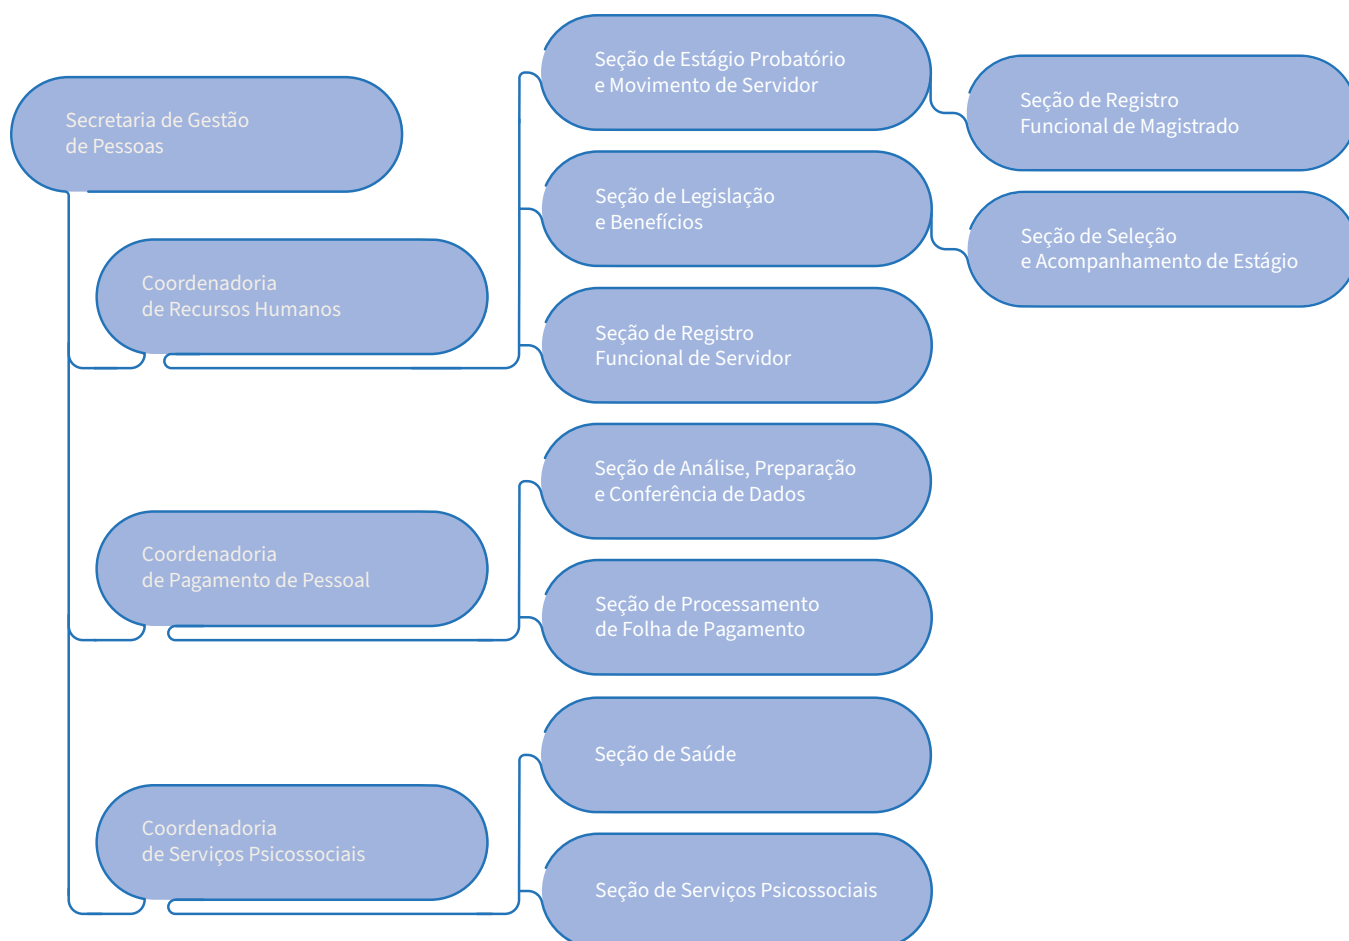 Secretaria de Gestão
de Pessoas
Coordenadoria
de Recursos Humanos
Seção de Estágio Probatório
e Movimento de Servidor
Seção de Registro
Funcional de Magistrado
Seção de Legislação
e Benefícios
Seção de Seleção
e Acompanhamento de Estágio
Seção de Registro
Funcional de Servidor
Coordenadoria
de Pagamento de Pessoal
Seção de Análise, Preparação
e Conferência de Dados
Seção de Processamento
de Folha de Pagamento
Coordenadoria
de Serviços Psicossociais
Seção de Saúde
Seção de Serviços Psicossociais